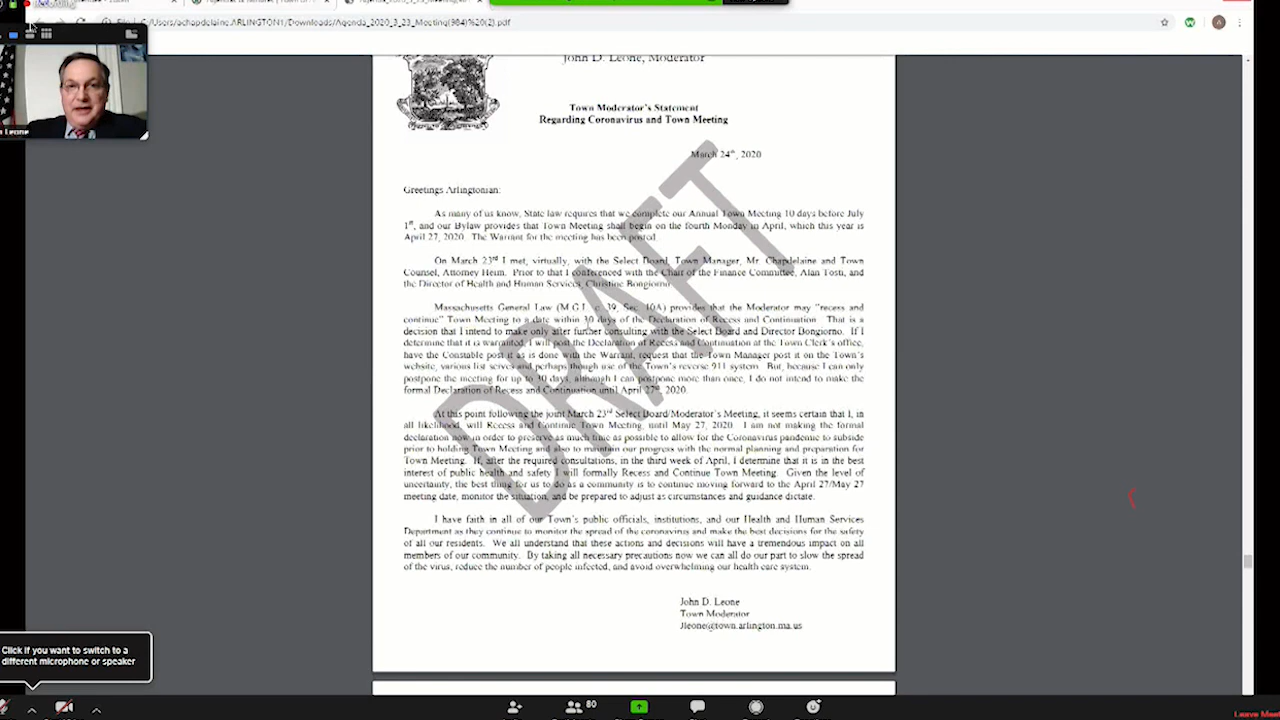 File | C:/Users/achapdelaine.ARLINGTON1/Downloads/Agenda_2020_3_23_Meeting(984)%20(2).pdf
Leone
John D. Leone, Moderator
Town Moderator's Statement
Regarding Coronavirus and Town Meeting
March 24th, 2020
Greetings Arlingtonian:
As many of us know, State law requires that we complete our Annual Town Meeting 10 days before July
1st, and our Bylaw provides that Town Meeting shall begin on the fourth Monday in April, which this year is
April 27, 2020. The Warrant for the meeting has been posted.
On March 23rd I met, virtually, with the Select Board, Town Manager, Mr. Chapdelaine and Town
Counsel, Attorney Heim. Prior to that I conferenced with the Chair of the Finance Committee, Alan Tosti, and
the Director of Health and Human Services, Christine Bongiorno.
Massachusetts General Law (M.G.L. c. 39, Sec. 10A) provides that the Moderator may "recess and
continue" Town Meeting to a date within 30 days of the Declaration of Recess and Continuation. That is a
decision that I intend to make only after further consulting with the Select Board and Director Bongiorno. If I
determine that it is warranted, I will post the Declaration of Recess and Continuation at the Town Clerk's office,
have the Constable post it as is done with the Warrant, request that the Town Manager post it on the Town's
website, various list serves and perhaps though use of the Town's reverse 911 system. But, because I can only
postpone the meeting for up to 30 days, although I can postpone more than once, I do not intend to make the
formal Declaration of Recess and Continuation until April 27th, 2020.
At this point following the joint March 23rd Select Board/Moderator's Meeting, it seems certain that I, in
all likelihood, will Recess and Continue Town Meeting, until May 27, 2020. I am not making the formal
declaration now in order to preserve as much time as possible to allow for the Coronavirus pandemic to subside
prior to holding Town Meeting and also to maintain our progress with the normal planning and preparation for
Town Meeting. If, after the required consultations, in the third week of April, I determine that it is in the best
interest of public health and safety I will formally Recess and Continue Town Meeting. Given the level of
uncertainty, the best thing for us to do as a community is to continue moving forward to the April 27/May 27
meeting date, monitor the situation, and be prepared to adjust as circumstances and guidance dictate.
I have faith in all of our Town's public officials, institutions, and our Health and Human Services
Department as they continue to monitor the spread of the coronavirus and make the best decisions for the safety
of all our residents. We all understand that these actions and decisions will have a tremendous impact on all
members of our community. By taking all necessary precautions now we can all do our part to slow the spread
of the virus, reduce the number of people infected, and avoid overwhelming our health care system.
John D. Leone
Town Moderator
Jleone@town.arlington.ma.us
DRAFT
Click if you want to switch to a
different microphone or speaker
80
Leave Meeti